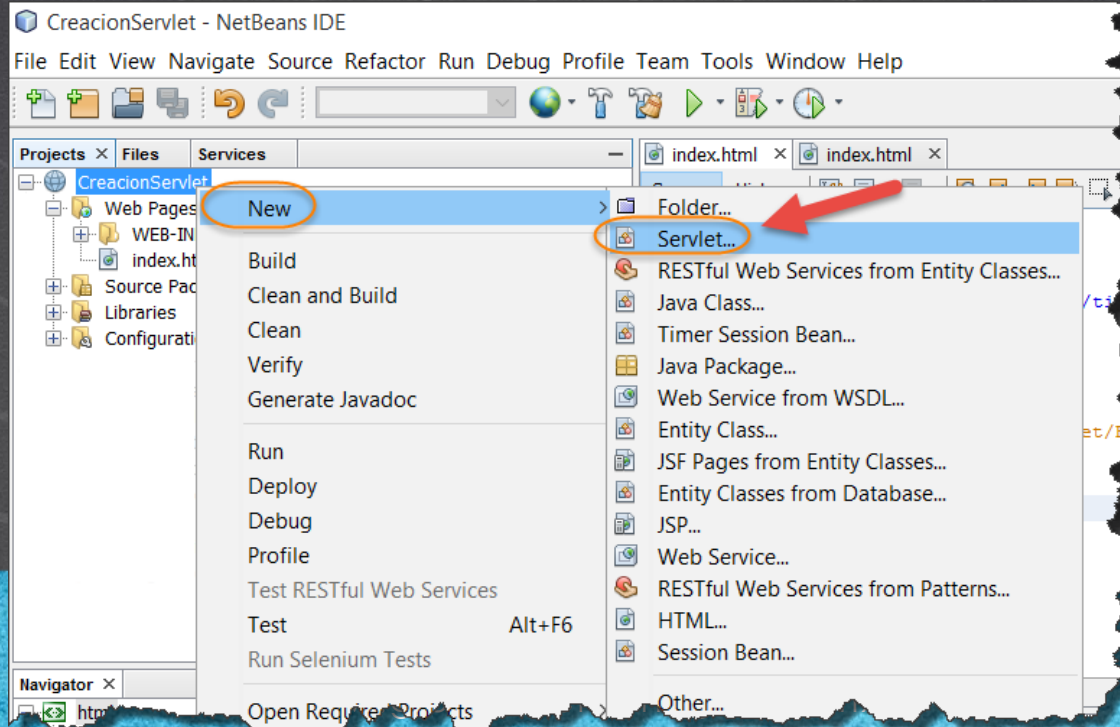 CreacionServlet - NetBeans IDE
File Edit View Navigate Source Refactor Run Debug Profile Team Tools Window Help
Projects Files Services
index.html index.html
CreacionServlet
Web Pages
WEB-IN
index.ht
Source Pac
Libraries
Configurati
New
Build
Clean and Build
Clean
Verify
Generate Javadoc
Run
Deploy
Debug
Profile
Test RESTful Web Services
Test Alt+F6
Run Selenium Tests
Open Required Projects
Folder...
Servlet...
RESTful Web Services from Entity Classes...
Java Class...
Timer Session Bean...
Java Package...
Web Service from WSDL...
Entity Class...
JSF Pages from Entity Classes...
Entity Classes from Database...
JSP...
Web Service...
RESTful Web Services from Patterns...
HTML...
Session Bean...
Other...
/ti
et/
Navigator
htm